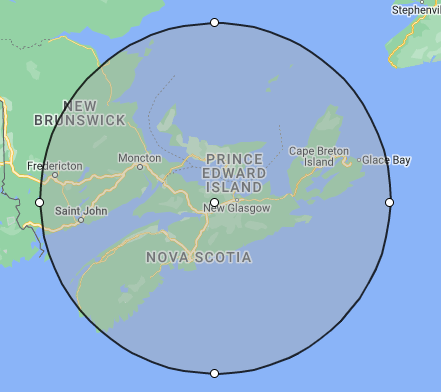 Stephenvil
NEW
BRUNSWICK
Fredericton
Moncton
PRINCE
EDWARD
ISLAND
Cape Breton
Island
Glace Bay
Saint John
New Glasgow
NOVA SCOTIA